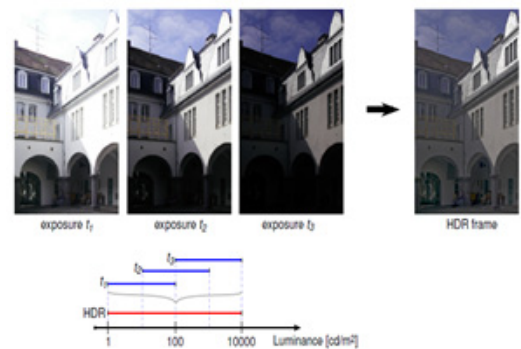 exposure t1 exposure t2 exposure t3 HDR frame
t3
t2
t1
HDR
1 100 10000 Luminance [cd/m²]